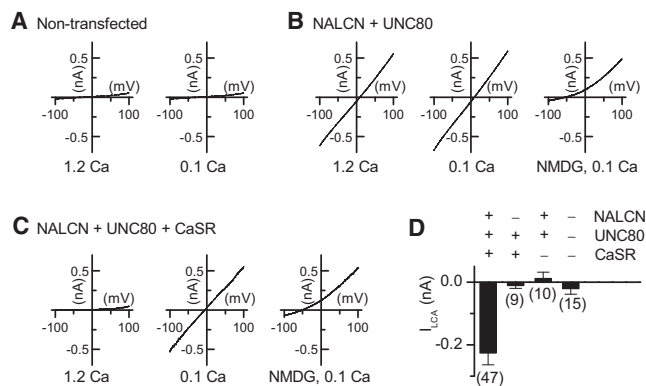 A Non-transfected
(nA)
0.5
(mV)
-100
100
-0.5
1.2 Ca
(nA)
0.5
(mV)
-100
100
-0.5
0.1 Ca
B NALCN + UNC80
(nA)
0.5
(mV)
-100
100
-0.5
1.2 Ca
(nA)
0.5
(mV)
-100
100
-0.5
0.1 Ca
(nA)
0.5
(mV)
-100
100
-0.5
NMDG, 0.1 Ca
C NALCN + UNC80 + CaSR
(nA)
0.5
(mV)
-100
100
-0.5
1.2 Ca
(nA)
0.5
(mV)
-100
100
-0.5
0.1 Ca
(nA)
0.5
(mV)
-100
100
-0.5
NMDG, 0.1 Ca
D
+ – + – NALCN
+ + + – UNC80
+ + – – CaSR
I LCA (nA)
0.0
-0.2
(47)
(9)
(10)
(15)